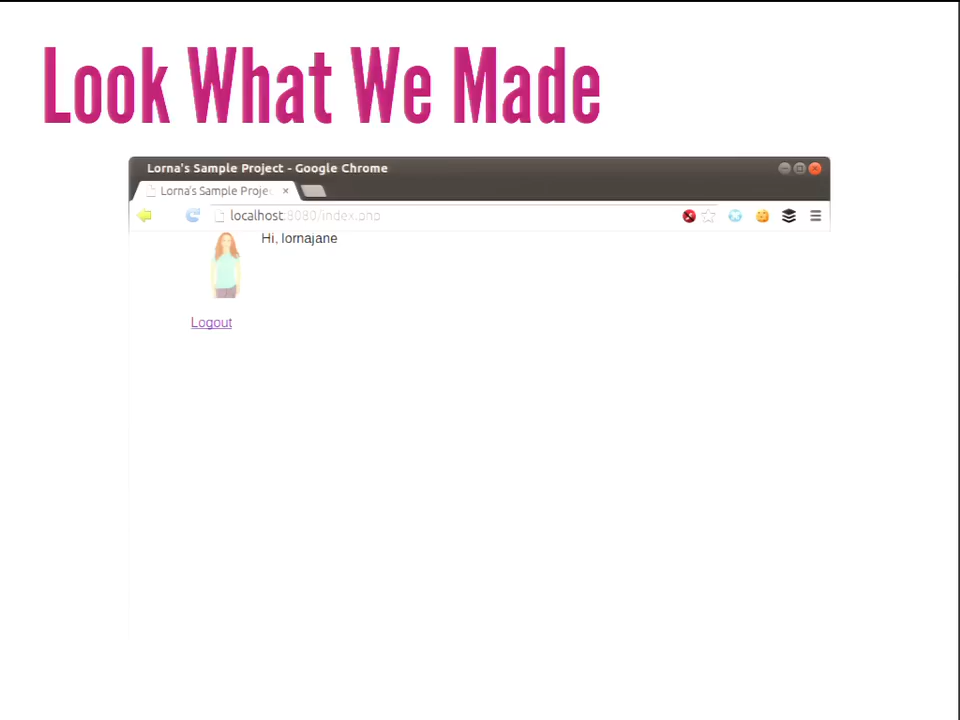 Look What We Made
Lorna's Sample Project - Google Chrome
Lorna's Sample Projec
localhost:8080/index.php
Hi, lornajane
Logout